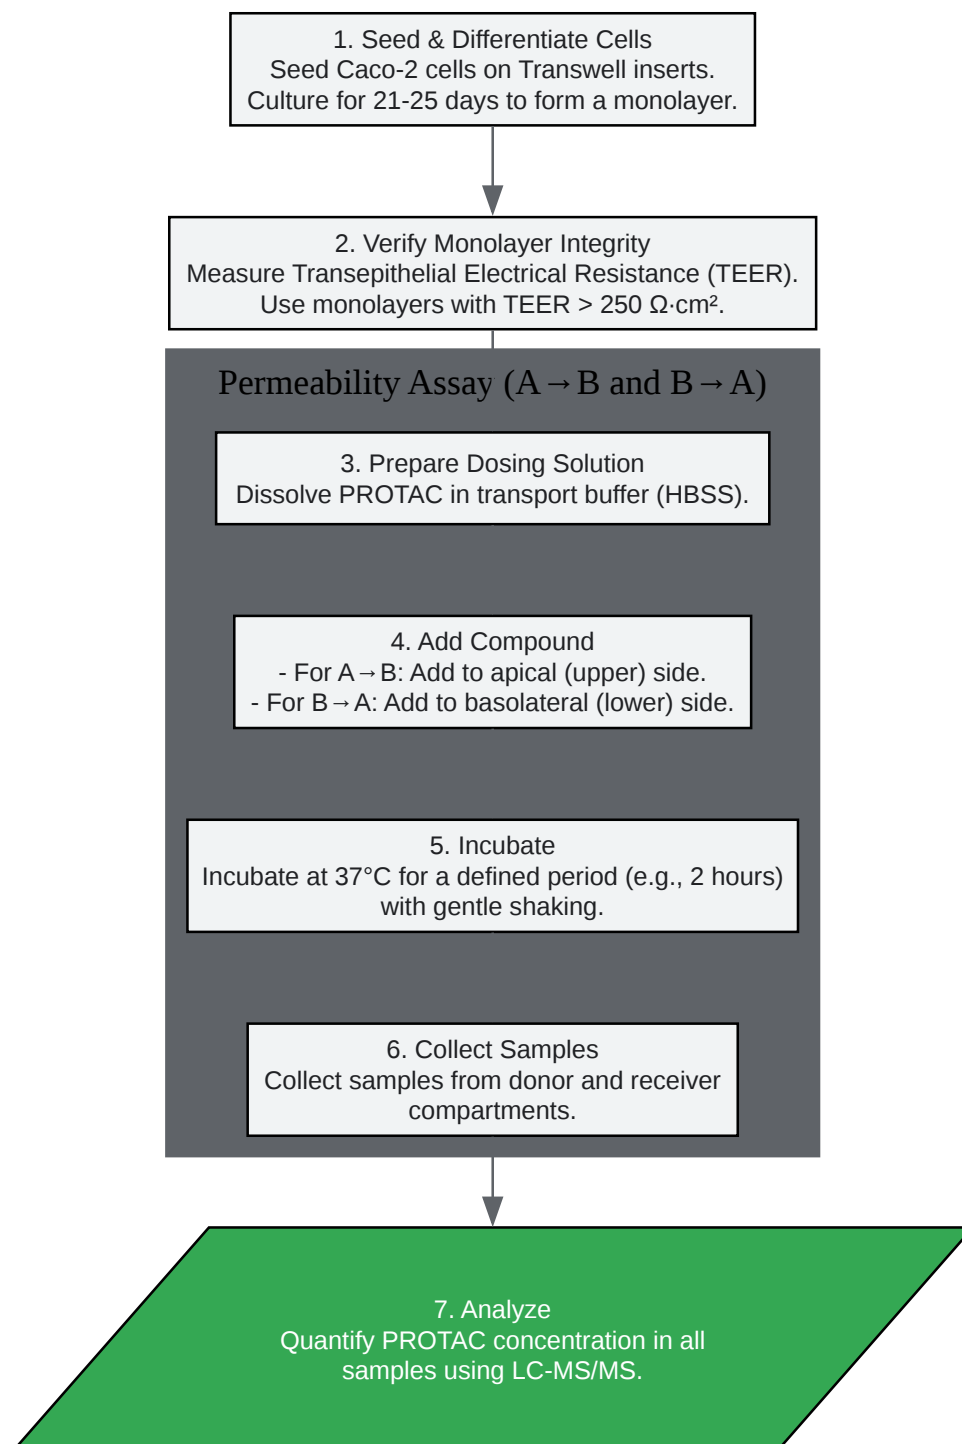 1. Seed & Differentiate Cells
Seed Caco-2 cells on Transwell inserts.
Culture for 21-25 days to form a monolayer.
2. Verify Monolayer Integrity
Measure Transepithelial Electrical Resistance (TEER).
Use monolayers with TEER > 250 Ω·cm².
Permeability Assay (A→B and B→A)
3. Prepare Dosing Solution
Dissolve PROTAC in transport buffer (HBSS).
4. Add Compound
- For A→B: Add to apical (upper) side.
- For B→A: Add to basolateral (lower) side.
5. Incubate
Incubate at 37°C for a defined period (e.g., 2 hours)
with gentle shaking.
6. Collect Samples
Collect samples from donor and receiver
compartments.
7. Analyze
Quantify PROTAC concentration in all
samples using LC-MS/MS.